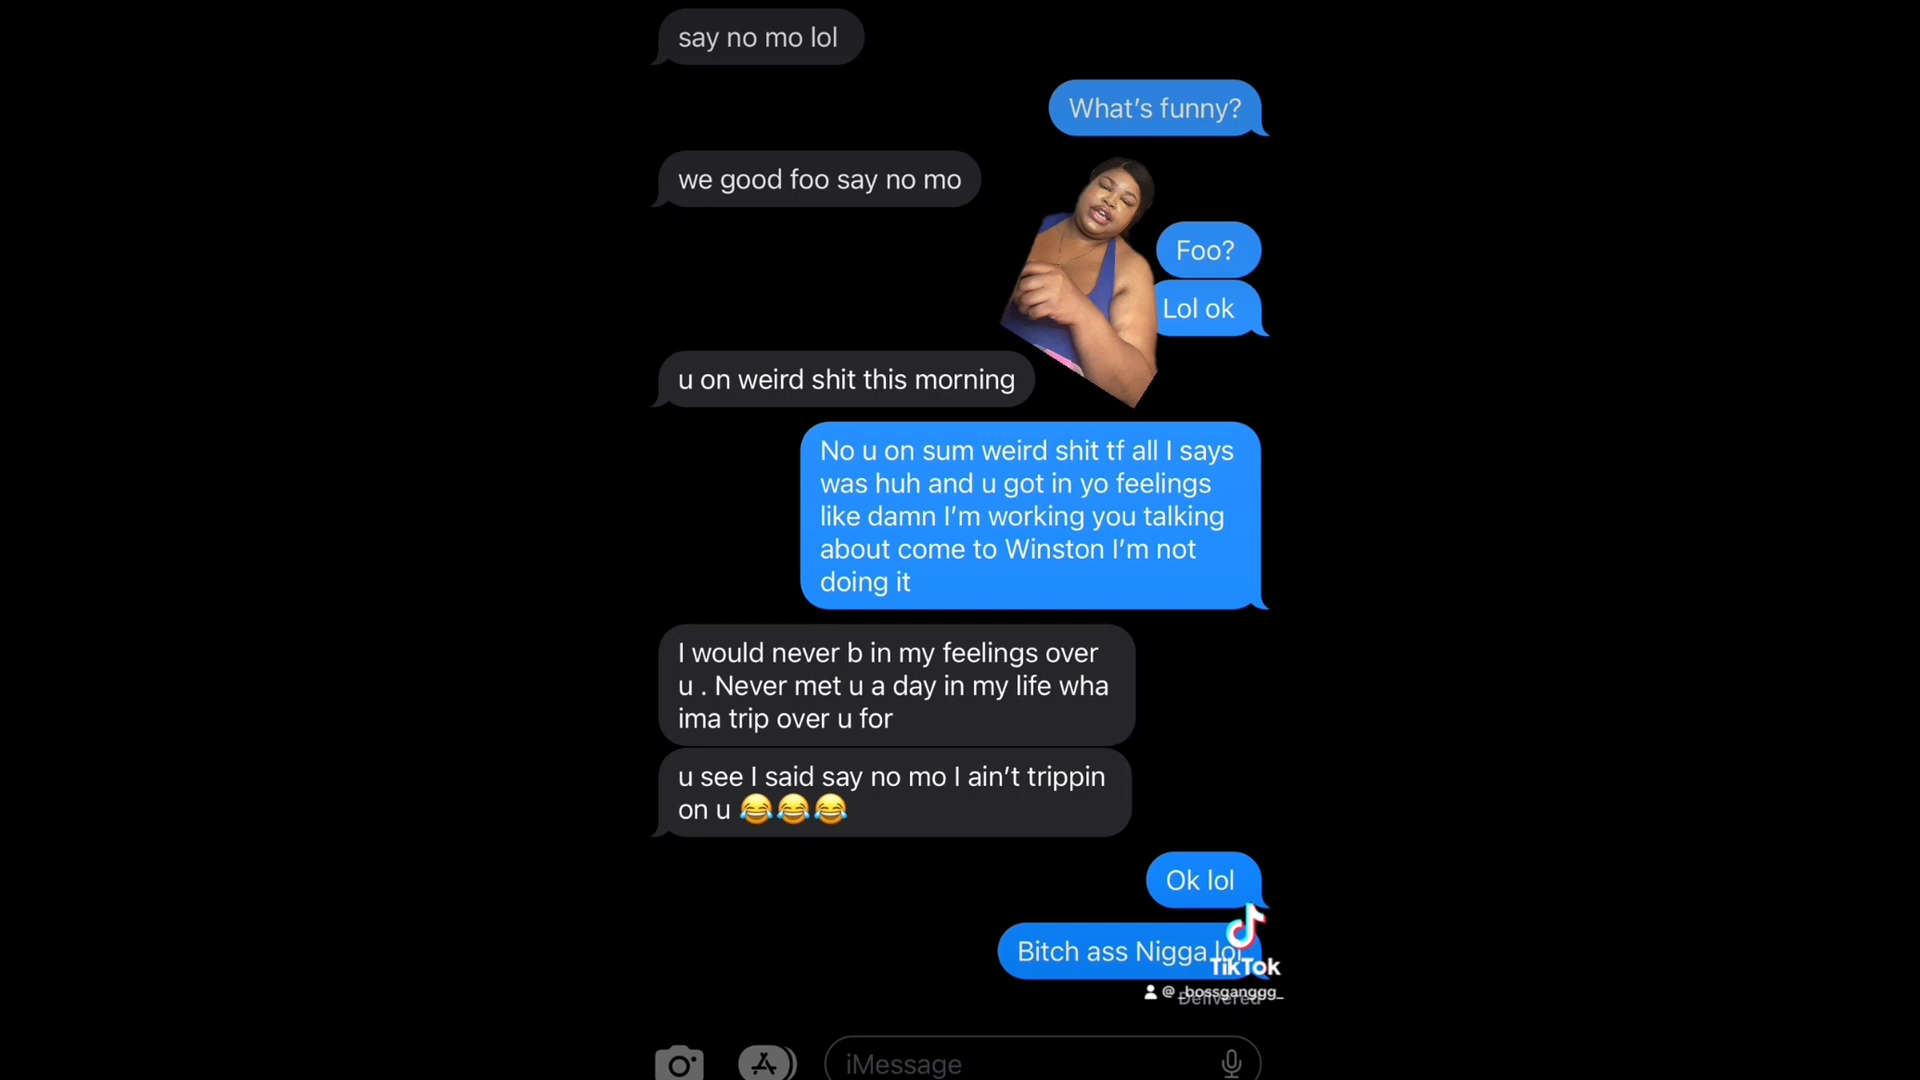 say no mo lol
What's funny?
we good foo say no mo
Foo?
Lol ok
u on weird shit this morning
No u on sum weird shit tf all I says
was huh and u got in yo feelings
like damn I'm working you talking
about come to Winston I'm not
doing it
I would never b in my feelings over
u . Never met u a day in my life wha
ima trip over u for
u see I said say no mo I ain't trippin
on u 😂😂😂
Ok lol
Bitch ass Nigga lol
TikTok
@_bossganggg_
Delivered
iMessage